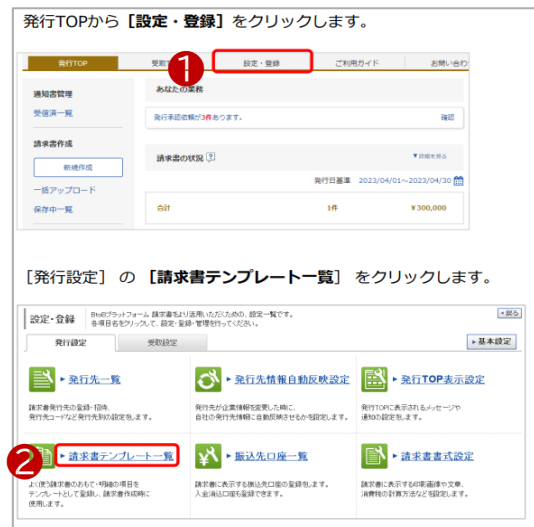 発行TOPから【設定・登録】をクリックします。
発行TOP 受取 設定・登録 ご利用ガイド お問い合わ
1
通知書管理
受信済一覧
請求書作成
新規作成
一括アップロード
保存中一覧
あなたの業務
発行承認依頼が3件あります。 確認
請求書の状況 ?
▼詳細を見る
発行日基準 2023/04/01~2023/04/30
合計 1件 ¥300,000
[発行設定] の 【請求書テンプレート一覧】 をクリックします。
設定・登録
BtoBプラットフォーム 請求書をより活用いただくための、設定一覧です。
各項目名をクリックして、設定・登録・管理を行ってください。
戻る
発行設定 受取設定 基本設定
発行先一覧
請求書発行先の登録・招待、
発行先コードなど発行先別の設定をします。
発行先情報自動反映設定
発行先が企業情報を変更した時に、
自社の発行先情報に自動反映させるかを設定します。
発行TOP表示設定
発行TOPに表示されるメッセージや
通知の設定をします。
2
請求書テンプレート一覧
よく使う請求書のおもて・明細の項目を
テンプレートとして登録し、請求書作成時に
使用します。
振込先口座一覧
請求書に表示する振込先口座の登録をします。
入金消込口座も登録できます。
請求書書式設定
請求書に表示する印影画像や文章、
消費税の計算方法などを設定します。